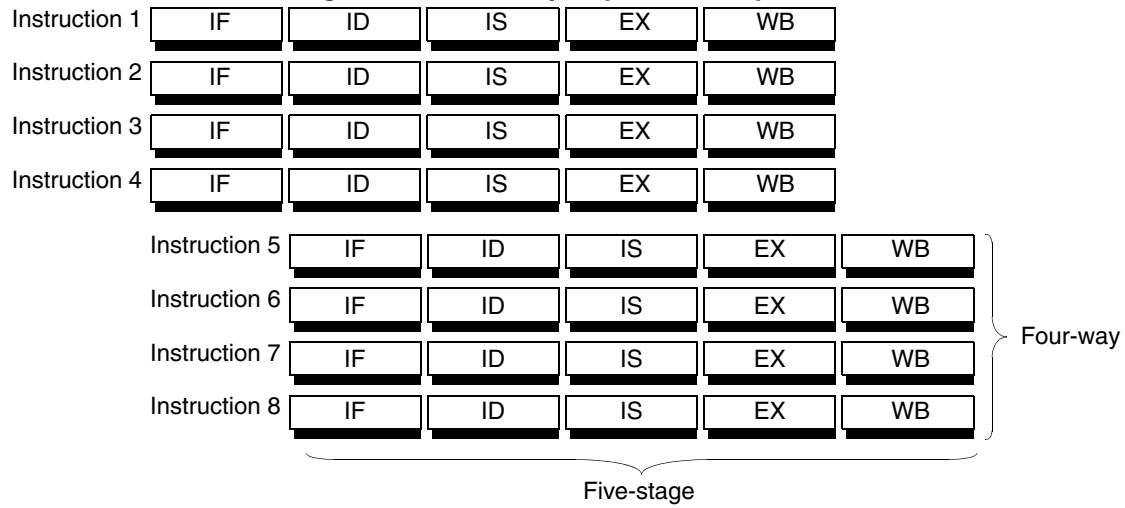 Instruction 1 IF ID IS EX WB
Instruction 2 IF ID IS EX WB
Instruction 3 IF ID IS EX WB
Instruction 4 IF ID IS EX WB
Instruction 5 IF ID IS EX WB
Instruction 6 IF ID IS EX WB
Four-way
Instruction 7 IF ID IS EX WB
Instruction 8 IF ID IS EX WB
Five-stage